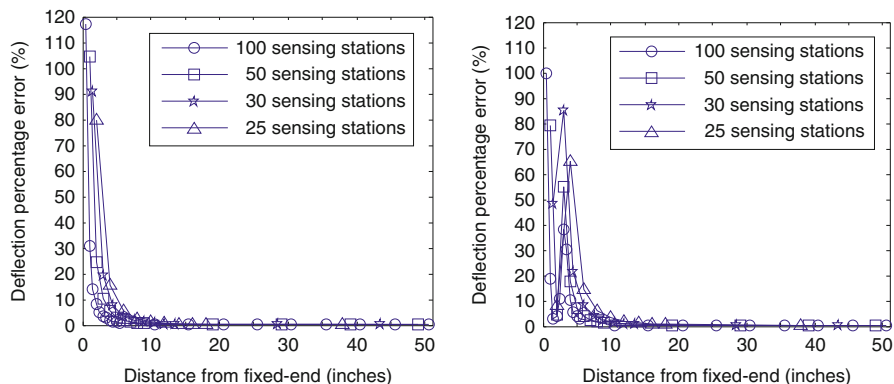 Deflection percentage error (%)
120
110
100
90
80
70
60
50
40
30
20
10
0
100 sensing stations
50 sensing stations
30 sensing stations
25 sensing stations
0 10 20 30 40 50
Distance from fixed-end (inches)
Deflection percentage error (%)
120
110
100
90
80
70
60
50
40
30
20
10
0
100 sensing stations
50 sensing stations
30 sensing stations
25 sensing stations
0 10 20 30 40 50
Distance from fixed-end (inches)